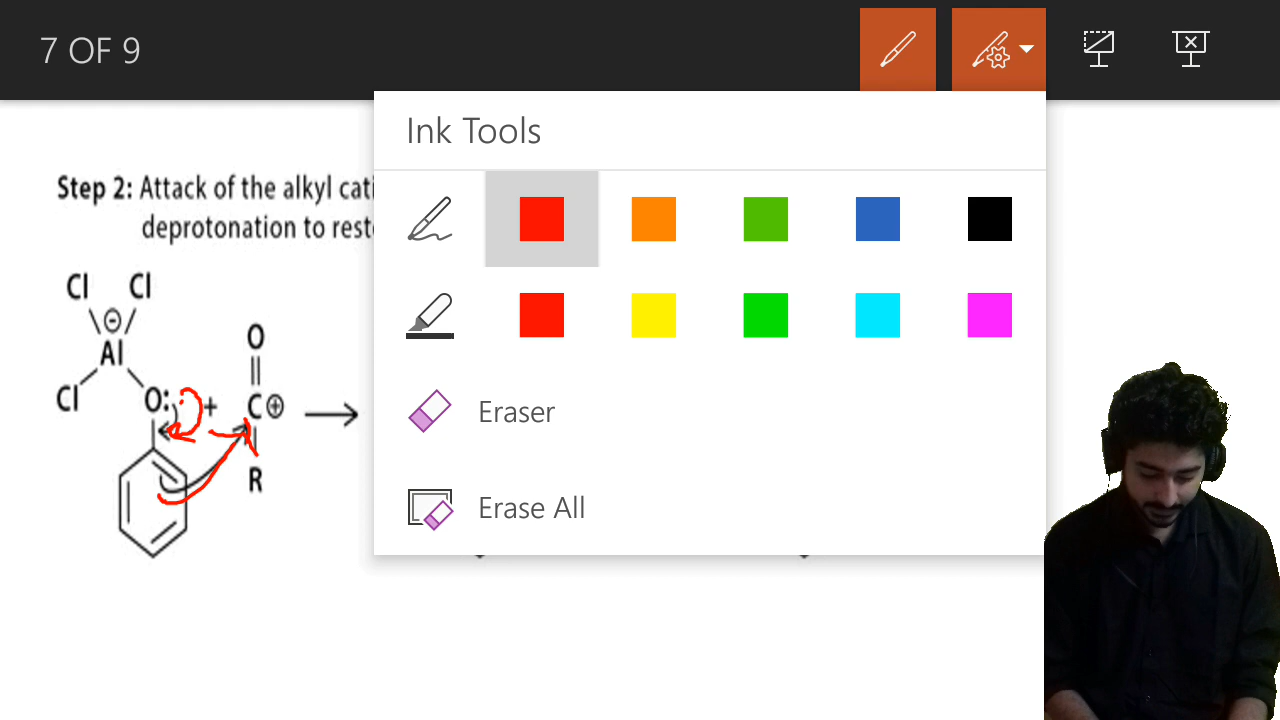 7 OF 9
Ink Tools
Step 2: Attack of the alkyl cati
deprotonation to rest
Cl Cl
⊖
Al
O
Cl
O:
+
C⊕
R
Eraser
Erase All